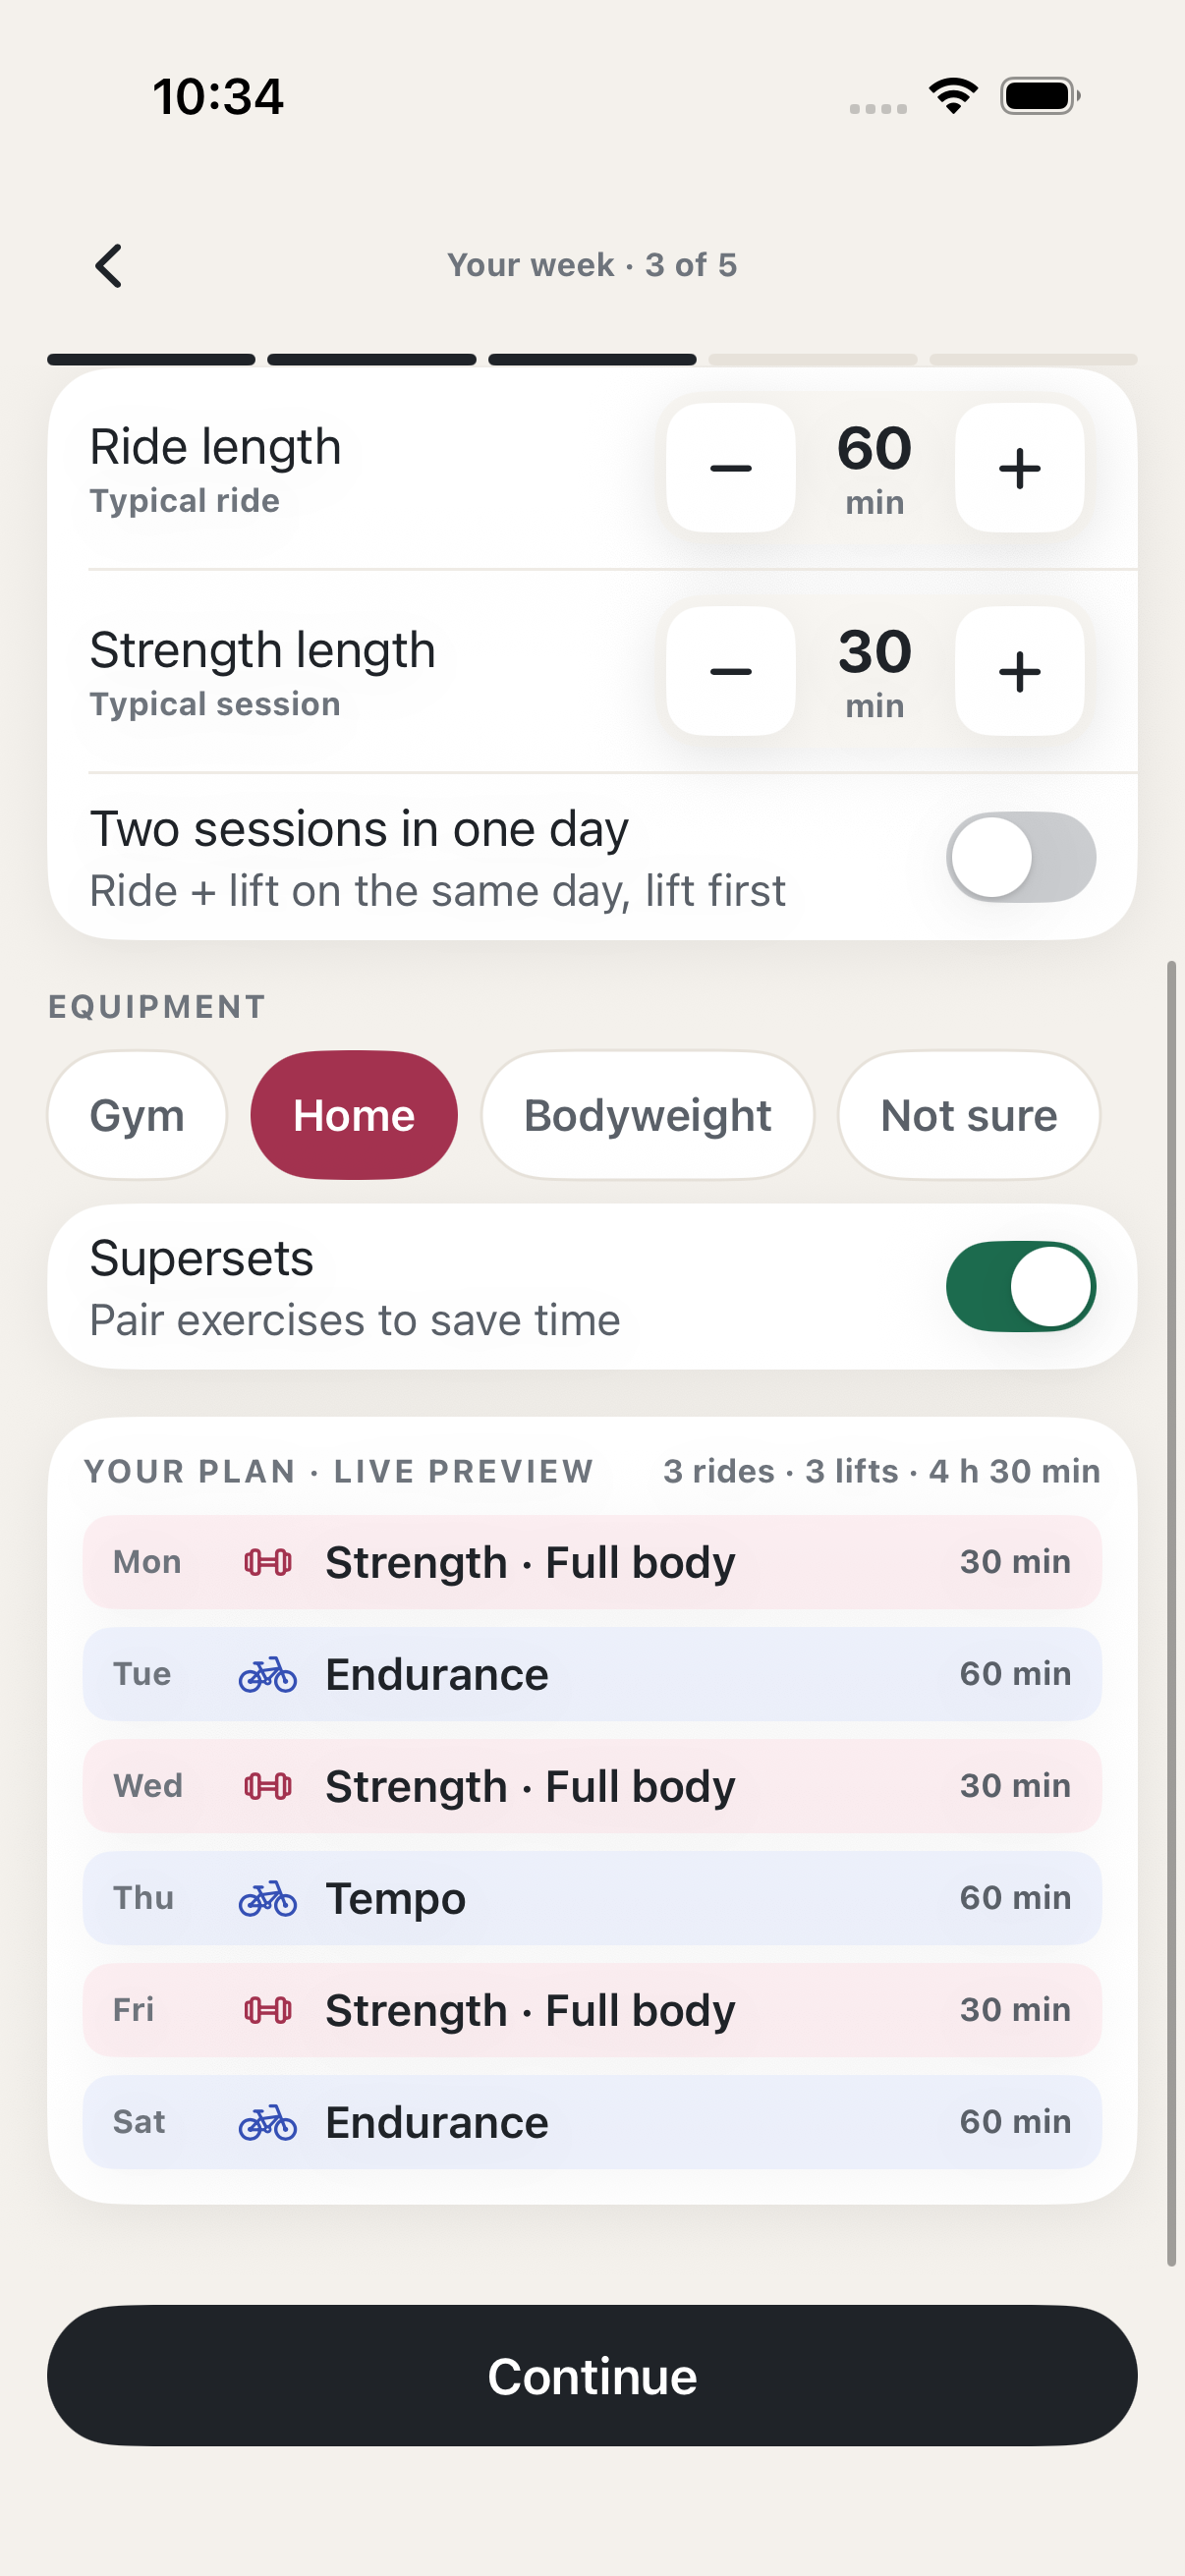 10:34
Your week · 3 of 5
Ride length
Typical ride
60
min
Strength length
Typical session
30
min
Two sessions in one day
Ride + lift on the same day, lift first
EQUIPMENT
Gym
Home
Bodyweight
Not sure
Supersets
Pair exercises to save time
YOUR PLAN · LIVE PREVIEW 3 rides · 3 lifts · 4 h 30 min
Mon Strength · Full body 30 min
Tue Endurance 60 min
Wed Strength · Full body 30 min
Thu Tempo 60 min
Fri Strength · Full body 30 min
Sat Endurance 60 min
Continue